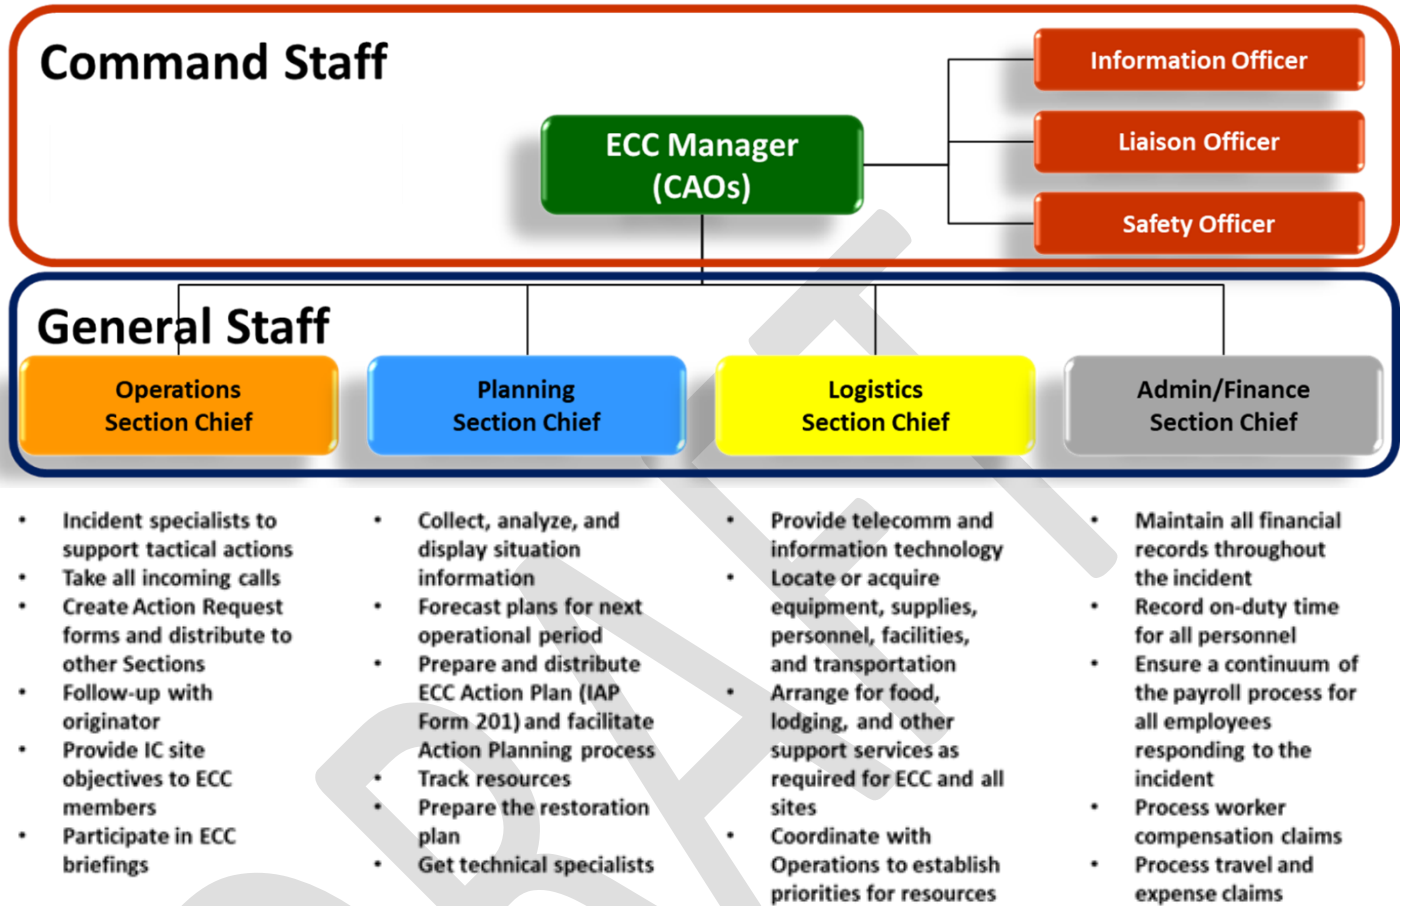 Command Staff
Information Officer
ECC Manager
(CAOs)
Liaison Officer
Safety Officer
General Staff
Operations
Section Chief
Planning
Section Chief
Logistics
Section Chief
Admin/Finance
Section Chief
• Incident specialists to
support tactical actions
• Take all incoming calls
• Create Action Request
forms and distribute to
other Sections
• Follow-up with
originator
• Provide IC site
objectives to ECC
members
• Participate in ECC
briefings
• Collect, analyze, and
display situation
information
• Forecast plans for next
operational period
• Prepare and distribute
ECC Action Plan (IAP
Form 201) and facilitate
Action Planning process
• Track resources
• Prepare the restoration
plan
• Get technical specialists
• Provide telecomm and
information technology
• Locate or acquire
equipment, supplies,
personnel, facilities,
and transportation
• Arrange for food,
lodging, and other
support services as
required for ECC and all
sites
• Coordinate with
Operations to establish
priorities for resources
• Maintain all financial
records throughout
the incident
• Record on-duty time
for all personnel
• Ensure a continuum of
the payroll process for
all employees
responding to the
incident
• Process worker
compensation claims
• Process travel and
expense claims
DRAFT